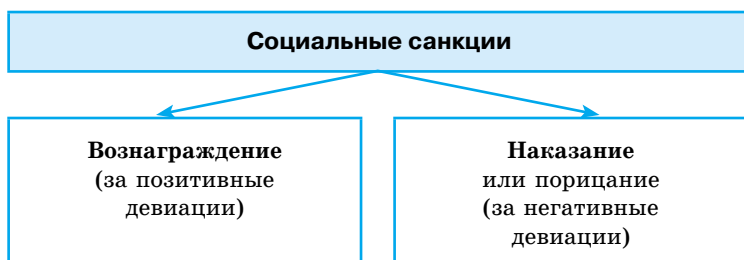 Социальные санкции
Вознаграждение
(за позитивные
девиации)
Наказание
или порицание
(за негативные
девиации)